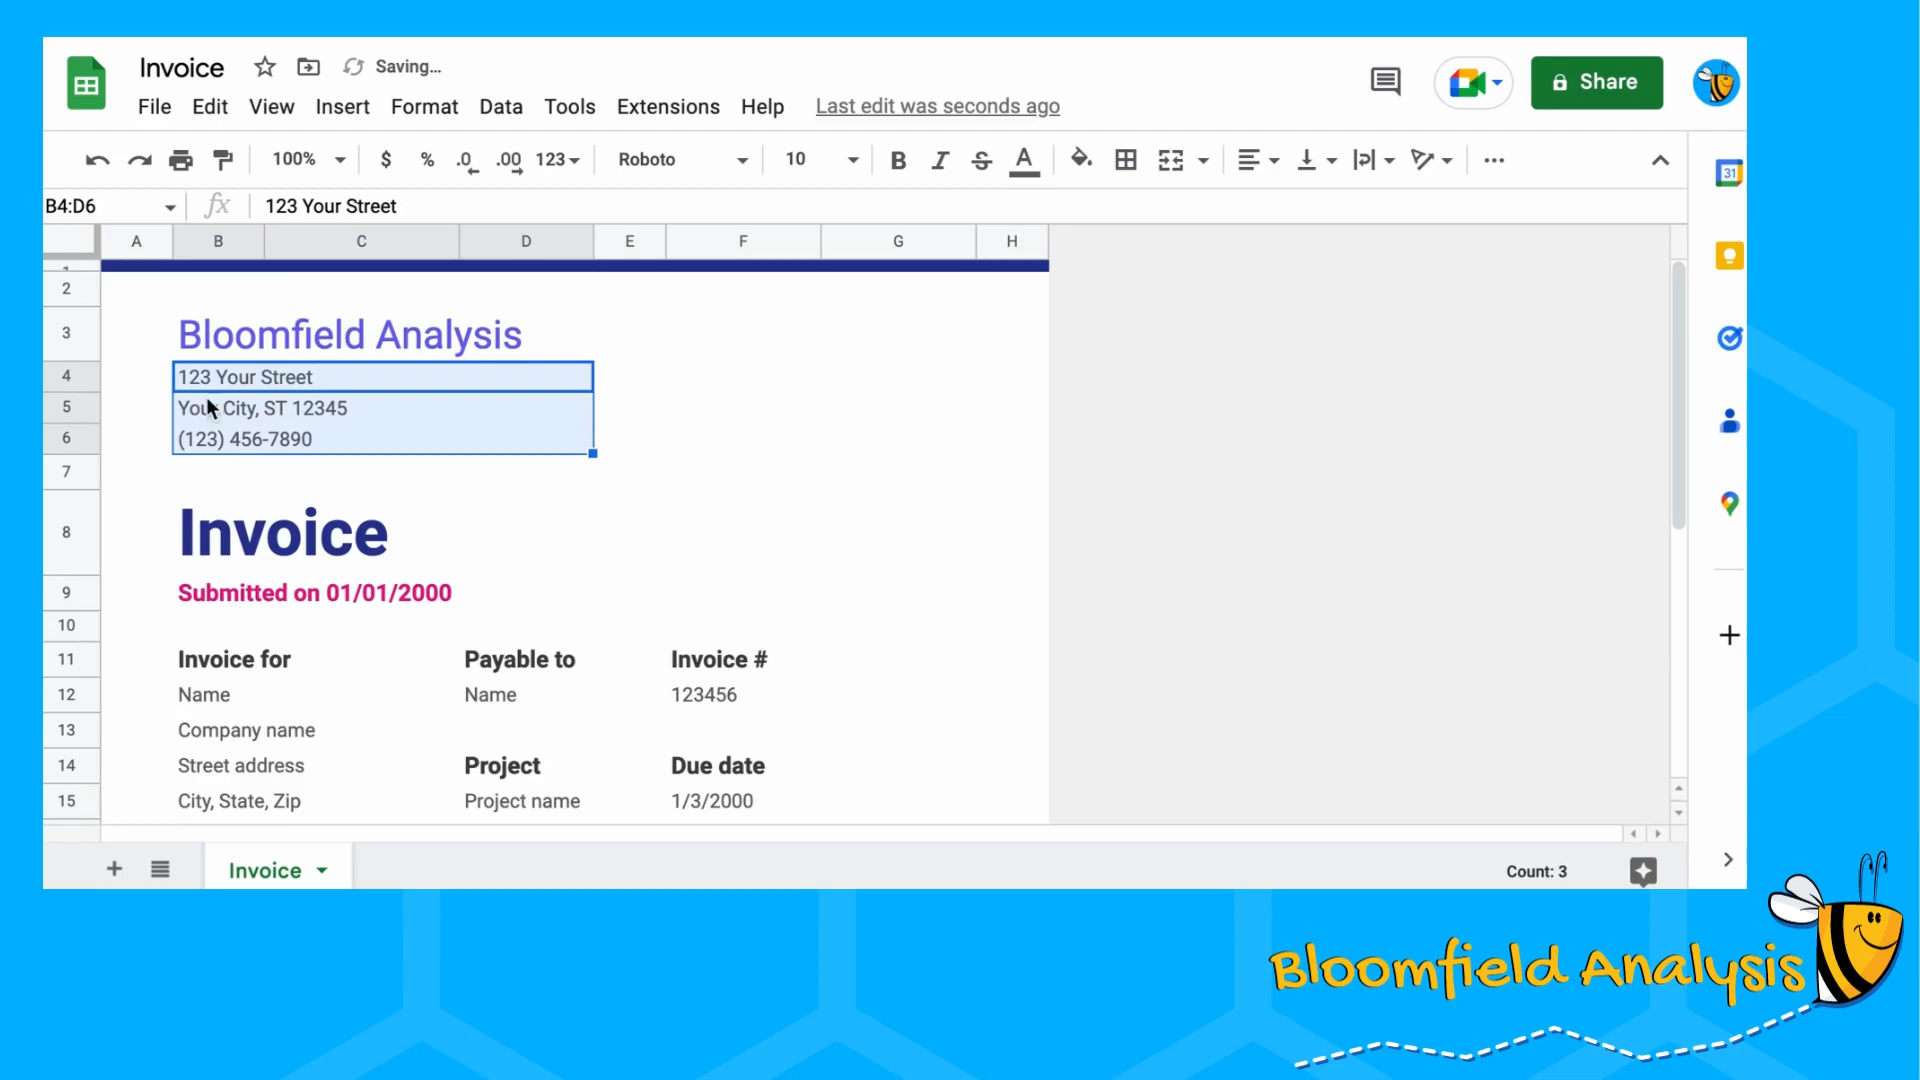 Invoice Saving...
File Edit View Insert Format Data Tools Extensions Help Last edit was seconds ago
Share
100% $ % .0 .00 123 Roboto 10 B I S A
31
B4:D6 fx 123 Your Street
A B C D E F G H
1
2
3 Bloomfield Analysis
4 123 Your Street
5 Your City, ST 12345
6 (123) 456-7890
7
8 Invoice
9 Submitted on 01/01/2000
10
11 Invoice for Payable to Invoice #
12 Name Name 123456
13 Company name
14 Street address Project Due date
15 City, State, Zip Project name 1/3/2000
Invoice Count: 3
Bloomfield Analysis